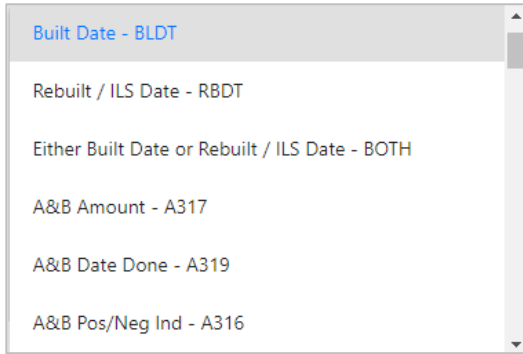 Built Date - BLDT
Rebuilt / ILS Date - RBDT
Either Built Date or Rebuilt / ILS Date - BOTH
A&B Amount - A317
A&B Date Done - A319
A&B Pos/Neg Ind - A316